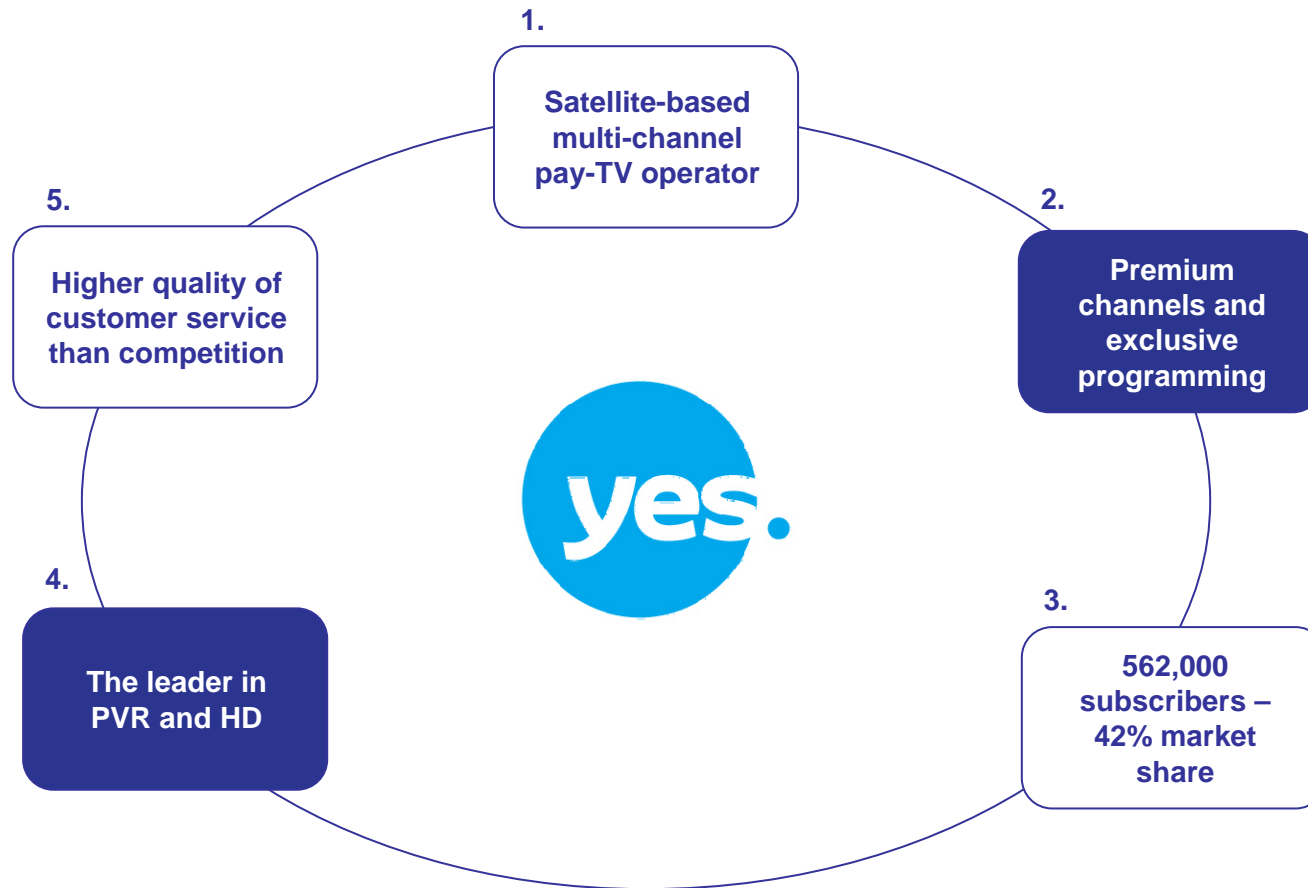 1.
Satellite-based
multi-channel
pay-TV operator
2.
Premium
channels and
exclusive
programming
3.
562,000
subscribers –
42% market
share
4.
The leader in
PVR and HD
5.
Higher quality of
customer service
than competition
yes.